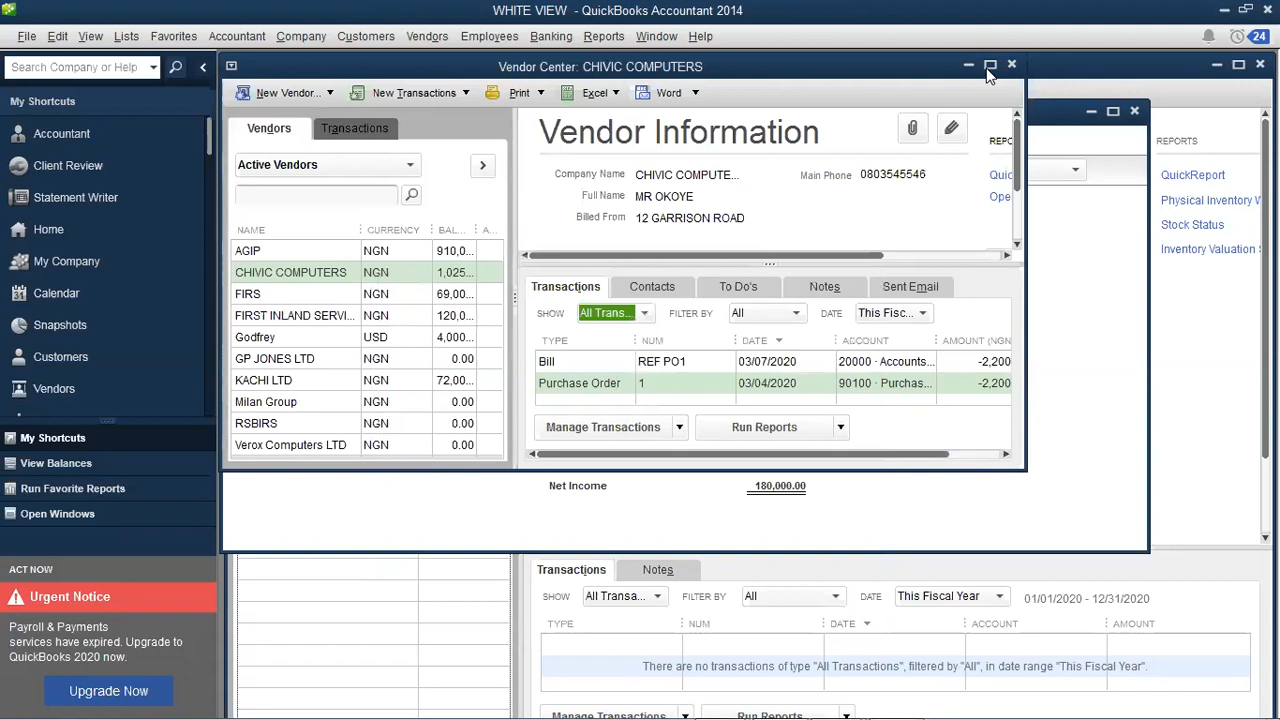 WHITE VIEW - QuickBooks Accountant 2014
File Edit View Lists Favorites Accountant Company Customers Vendors Employees Banking Reports Window Help
24
Search Company or Help
My Shortcuts
Accountant
Client Review
Statement Writer
Home
My Company
Calendar
Snapshots
Customers
Vendors
My Shortcuts
View Balances
Run Favorite Reports
Open Windows
ACT NOW
Urgent Notice
Payroll & Payments
services have expired. Upgrade to
QuickBooks 2020 now.
Upgrade Now
Vendor Center: CHIVIC COMPUTERS
New Vendor... New Transactions Print Excel Word
Vendors Transactions
Active Vendors
NAME CURRENCY BAL... A...
AGIP NGN 910,0...
CHIVIC COMPUTERS NGN 1,025...
FIRS NGN 69,00...
FIRST INLAND SERVI... NGN 120,0...
Godfrey USD 4,000...
GP JONES LTD NGN 0.00
KACHI LTD NGN 72,00...
Milan Group NGN 0.00
RSBIRS NGN 0.00
Verox Computers LTD NGN 0.00
Vendor Information
Company Name CHIVIC COMPUTE... Main Phone 0803545546
Full Name MR OKOYE
Billed From 12 GARRISON ROAD
REP
Quic
Ope
Transactions Contacts To Do's Notes Sent Email
SHOW All Trans... FILTER BY All DATE This Fisc...
TYPE NUM DATE ACCOUNT AMOUNT (NGN
Bill REF PO1 03/07/2020 20000 · Accounts... -2,200
Purchase Order 1 03/04/2020 90100 · Purchas... -2,200
Manage Transactions Run Reports
Net Income 180,000.00
REPORTS
QuickReport
Physical Inventory W
Stock Status
Inventory Valuation S
Transactions Notes
SHOW All Transa... FILTER BY All DATE This Fiscal Year 01/01/2020 - 12/31/2020
TYPE NUM DATE ACCOUNT AMOUNT
There are no transactions of type "All Transactions", filtered by "All", in date range "This Fiscal Year".
Manage Transactions Run Reports